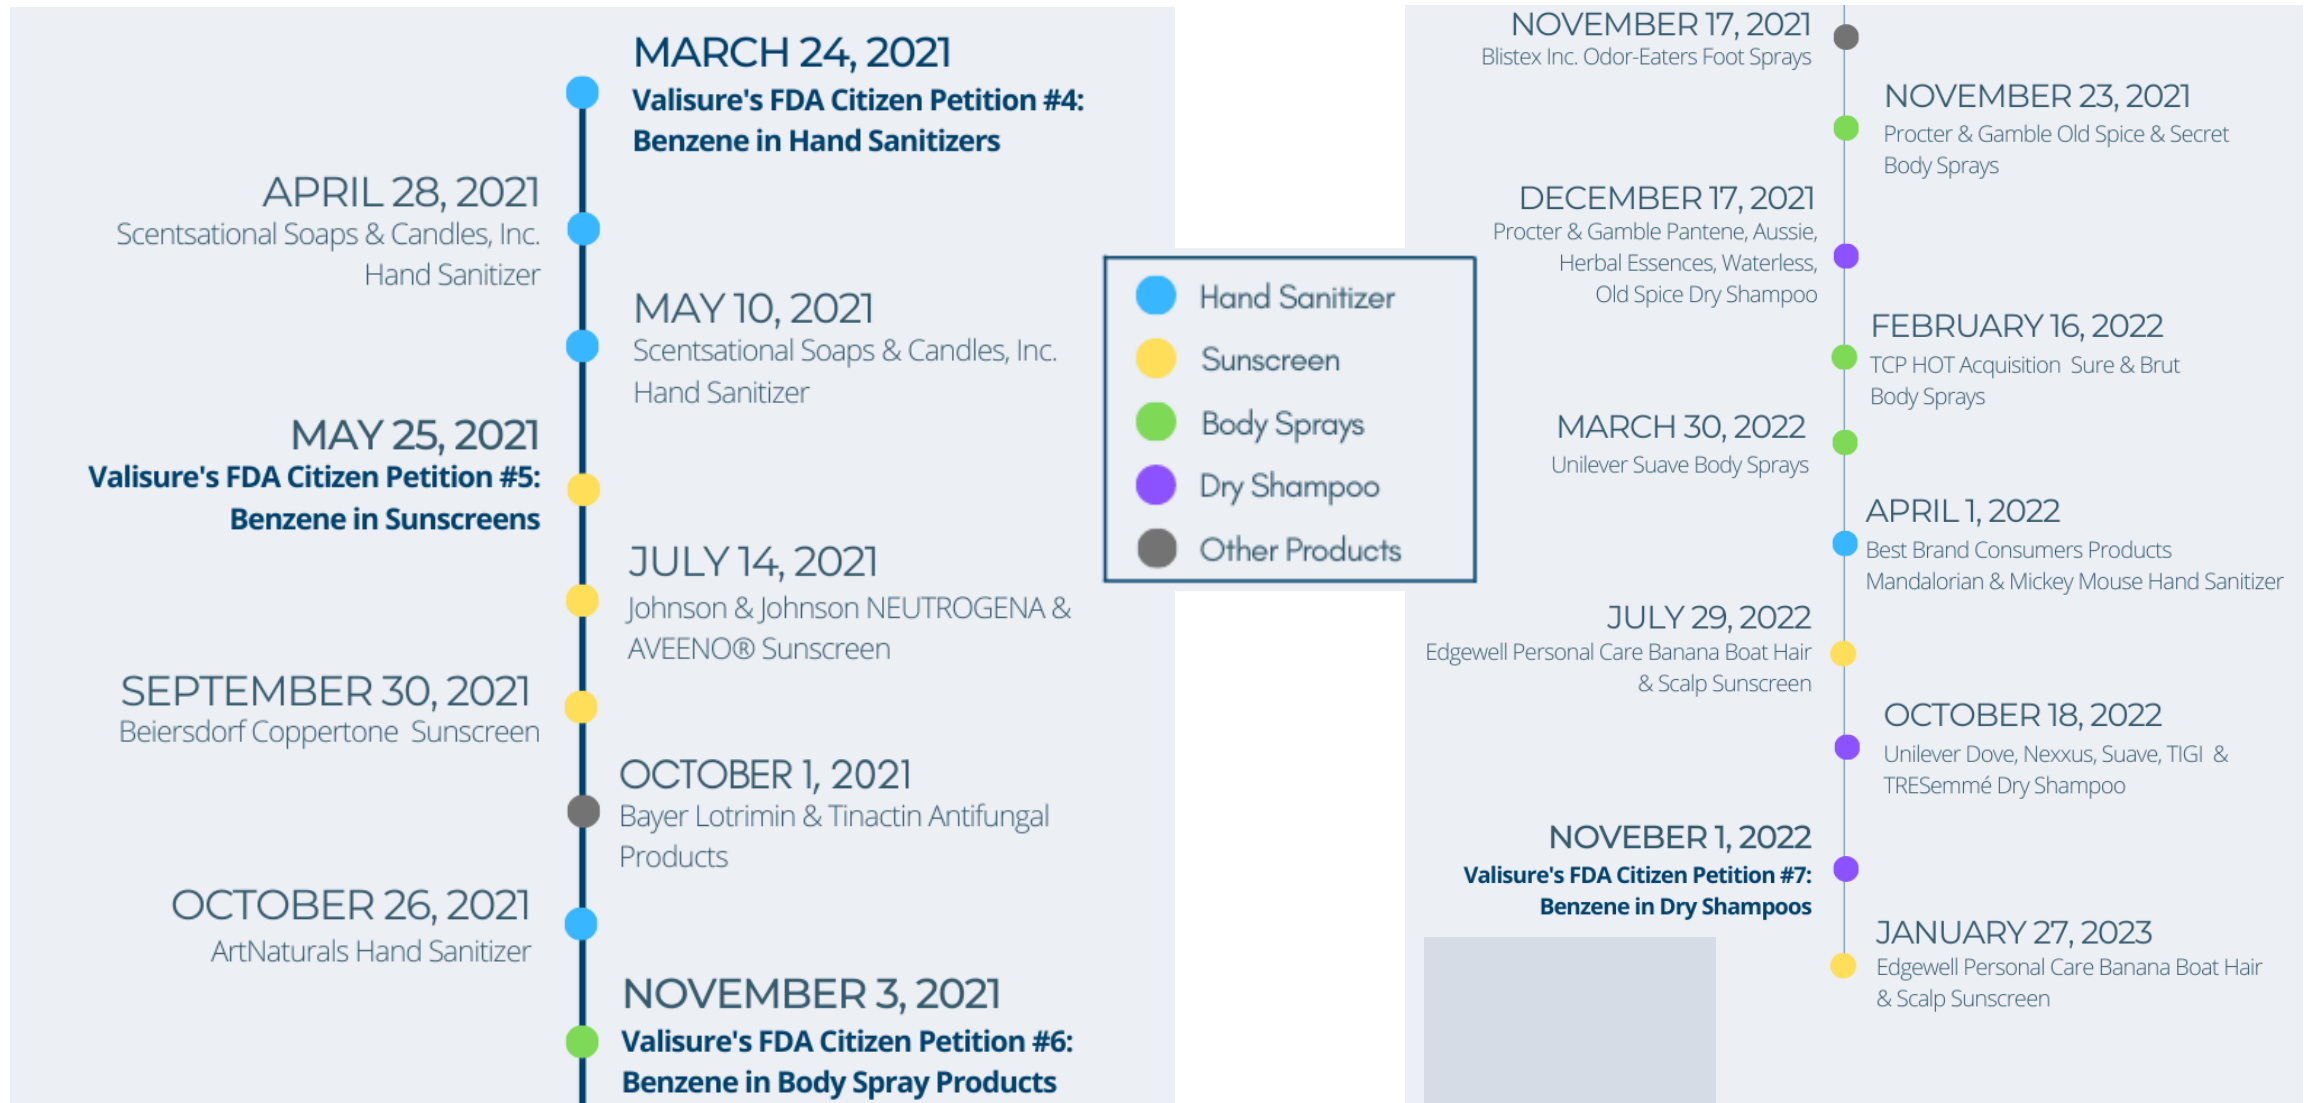 MARCH 24, 2021
Valisure's FDA Citizen Petition #4:
Benzene in Hand Sanitizers
APRIL 28, 2021
Scentsational Soaps & Candles, Inc.
Hand Sanitizer
MAY 10, 2021
Scentsational Soaps & Candles, Inc.
Hand Sanitizer
MAY 25, 2021
Valisure's FDA Citizen Petition #5:
Benzene in Sunscreens
JULY 14, 2021
Johnson & Johnson NEUTROGENA &
AVEENO® Sunscreen
SEPTEMBER 30, 2021
Beiersdorf Coppertone Sunscreen
OCTOBER 1, 2021
Bayer Lotrimin & Tinactin Antifungal
Products
OCTOBER 26, 2021
ArtNaturals Hand Sanitizer
NOVEMBER 3, 2021
Valisure's FDA Citizen Petition #6:
Benzene in Body Spray Products
Hand Sanitizer
Sunscreen
Body Sprays
Dry Shampoo
Other Products
NOVEMBER 17, 2021
Blistex Inc. Odor-Eaters Foot Sprays
NOVEMBER 23, 2021
Procter & Gamble Old Spice & Secret
Body Sprays
DECEMBER 17, 2021
Procter & Gamble Pantene, Aussie,
Herbal Essences, Waterless,
Old Spice Dry Shampoo
FEBRUARY 16, 2022
TCP HOT Acquisition Sure & Brut
Body Sprays
MARCH 30, 2022
Unilever Suave Body Sprays
APRIL 1, 2022
Best Brand Consumers Products
Mandalorian & Mickey Mouse Hand Sanitizer
JULY 29, 2022
Edgewell Personal Care Banana Boat Hair
& Scalp Sunscreen
OCTOBER 18, 2022
Unilever Dove, Nexxus, Suave, TIGI &
TRESemmé Dry Shampoo
NOVEBER 1, 2022
Valisure's FDA Citizen Petition #7:
Benzene in Dry Shampoos
JANUARY 27, 2023
Edgewell Personal Care Banana Boat Hair
& Scalp Sunscreen